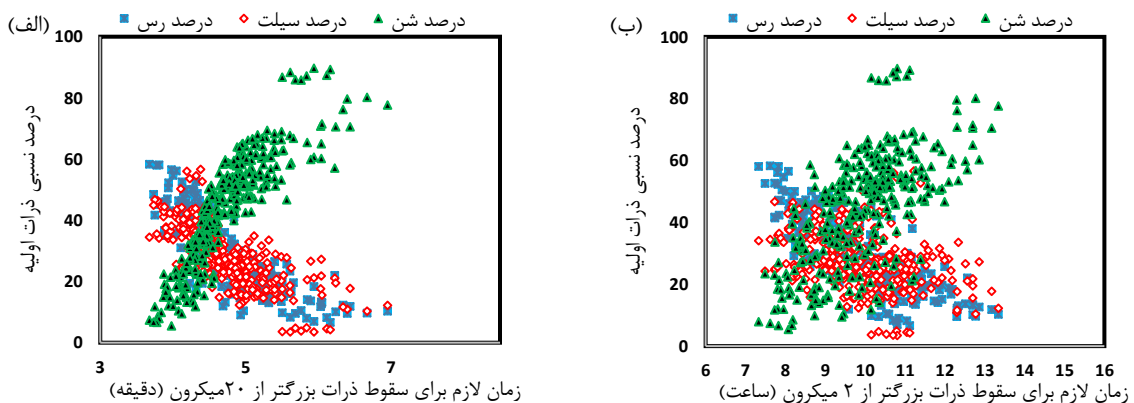 (الف)
درصد رس درصد سیلت درصد شن
100
80
60
40
20
0
3 5 7
درصد نسبی ذرات اولیه
زمان لازم برای سقوط ذرات بزرگتر از ۲۰میکرون (دقیقه)
(ب)
درصد رس درصد سیلت درصد شن
100
80
60
40
20
0
6 7 8 9 10 11 12 13 14 15 16
درصد نسبی ذرات اولیه
زمان لازم برای سقوط ذرات بزرگتر از ۲ میکرون (ساعت)